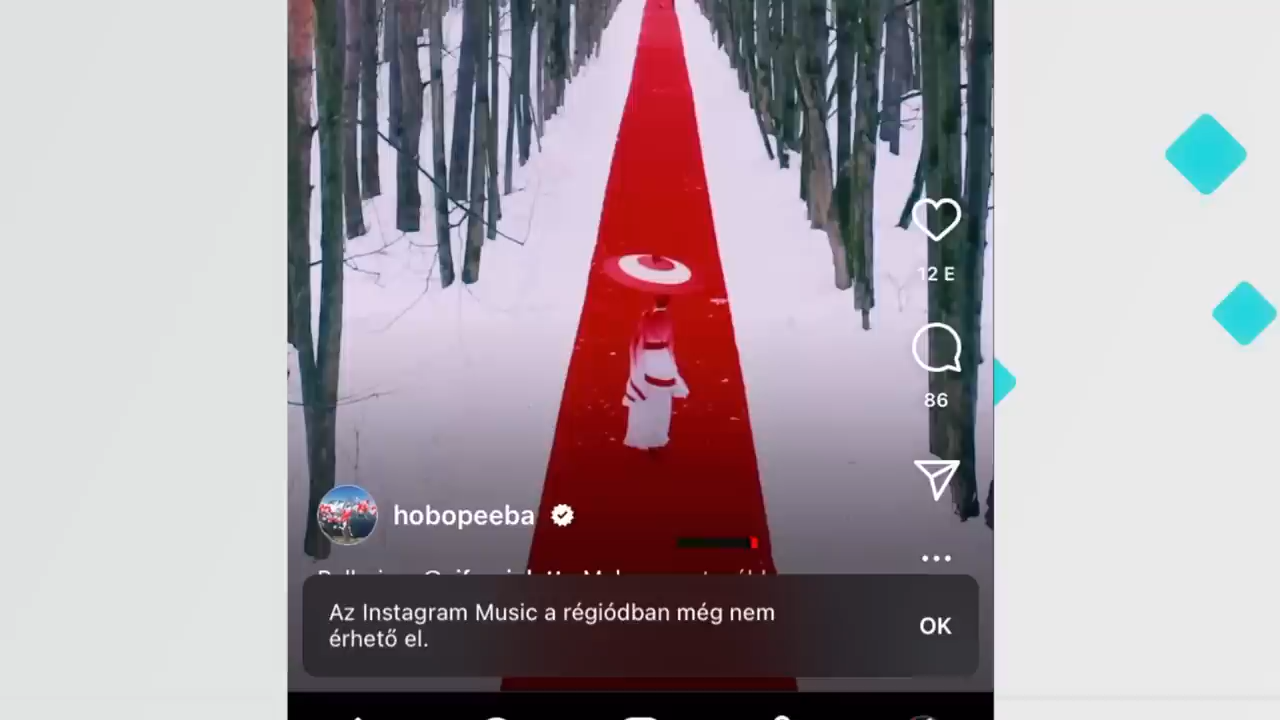 12 E
86
hobopeeba
Az Instagram Music a régiódban még nem
érhető el.
OK